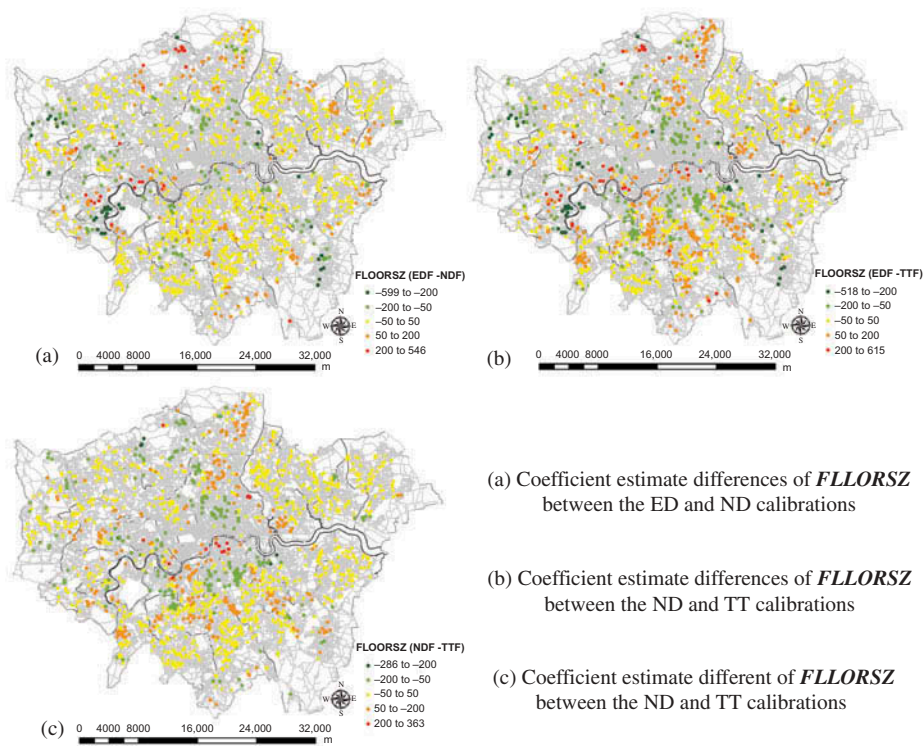 FLOORSZ (EDF -NDF)
−599 to −200
−200 to −50
−50 to 50
50 to 200
200 to 546
N
W E
S
(a)
0 4000 8000 16,000 24,000 32,000
m
FLOORSZ (EDF -TTF)
−518 to −200
−200 to −50
−50 to 50
50 to 200
200 to 615
N
W E
S
(b)
0 4000 8000 16,000 24,000 32,000
m
FLOORSZ (NDF -TTF)
−286 to −200
−200 to −50
−50 to 50
50 to −200
200 to 363
N
W E
S
(c)
0 4000 8000 16,000 24,000 32,000
m
(a) Coefficient estimate differences of FLLORSZ
between the ED and ND calibrations
(b) Coefficient estimate differences of FLLORSZ
between the ND and TT calibrations
(c) Coefficient estimate different of FLLORSZ
between the ND and TT calibrations